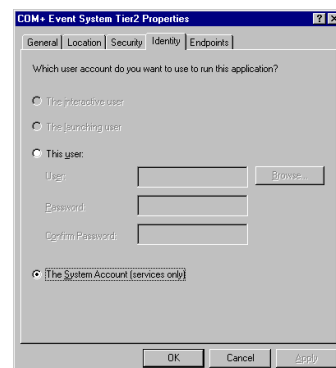 COM+ Event System Tier2 Properties
General Location Security Identity Endpoints
Which user account do you want to use to run this application?
The interactive user
The launching user
This user:
User:
Browse...
Password:
Confirm Password:
The System Account (services only)
OK Cancel Apply